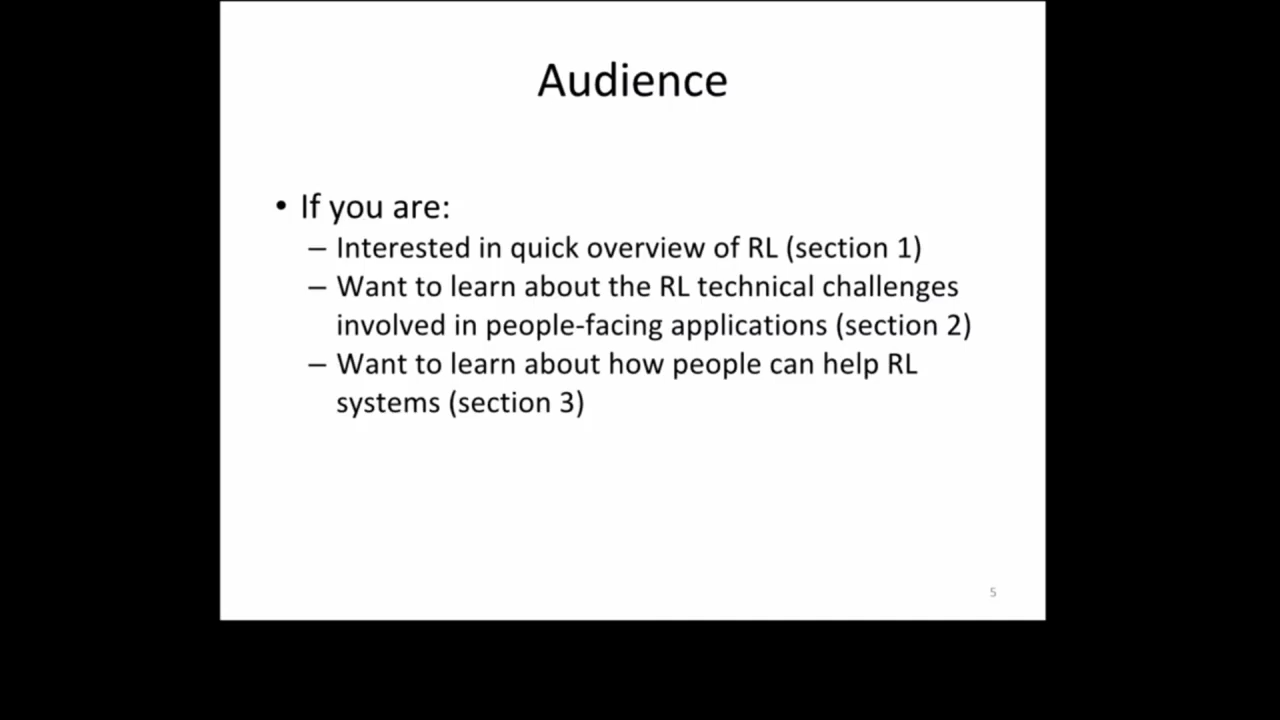 Audience
• If you are:
– Interested in quick overview of RL (section 1)
– Want to learn about the RL technical challenges
involved in people-facing applications (section 2)
– Want to learn about how people can help RL
systems (section 3)
5